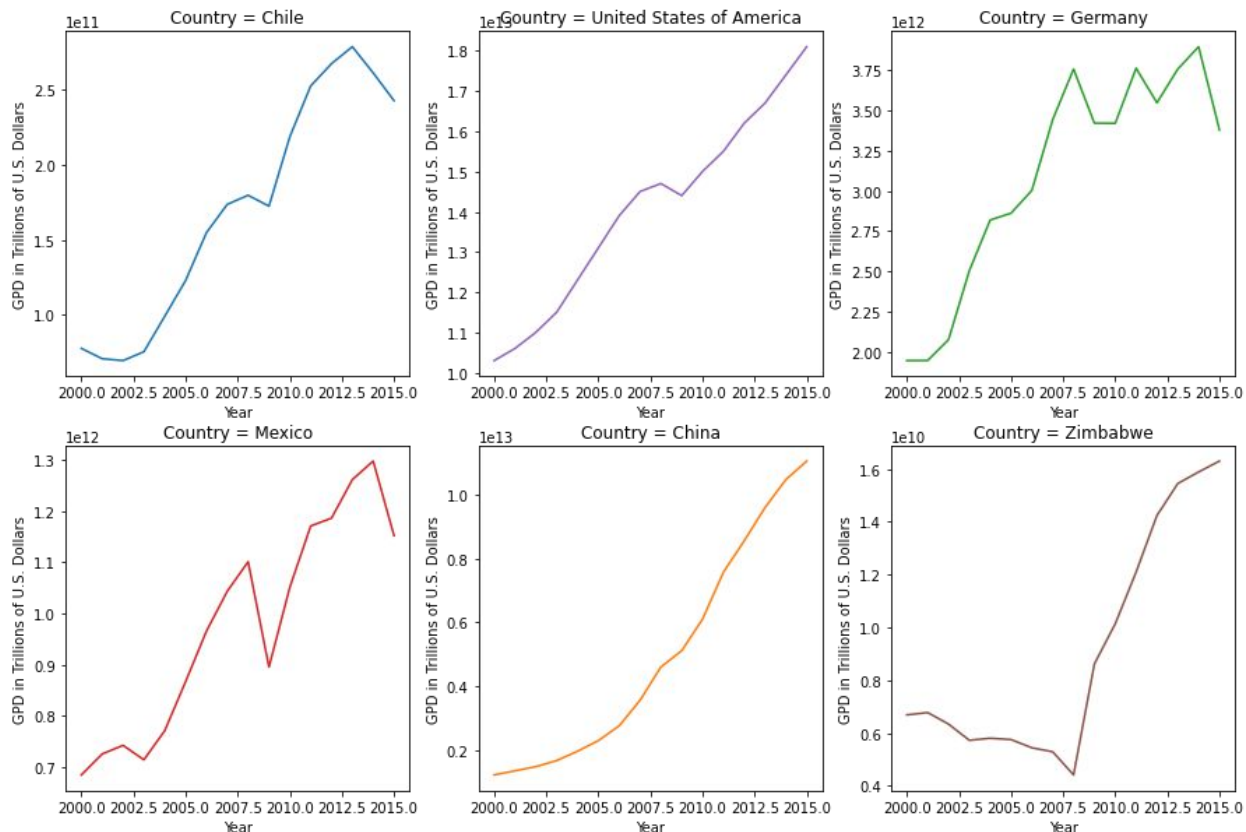 Country = Chile
1e11
2.5
2.0
1.5
1.0
GPD in Trillions of U.S. Dollars
2000.0 2002.5 2005.0 2007.5 2010.0 2012.5 2015.0
Year
Country = United States of America
1e13
1.8
1.7
1.6
1.5
1.4
1.3
1.2
1.1
1.0
GPD in Trillions of U.S. Dollars
2000.0 2002.5 2005.0 2007.5 2010.0 2012.5 2015.0
Year
Country = Germany
1e12
3.75
3.50
3.25
3.00
2.75
2.50
2.25
2.00
GPD in Trillions of U.S. Dollars
2000.0 2002.5 2005.0 2007.5 2010.0 2012.5 2015.0
Year
Country = Mexico
1e12
1.3
1.2
1.1
1.0
0.9
0.8
0.7
GPD in Trillions of U.S. Dollars
2000.0 2002.5 2005.0 2007.5 2010.0 2012.5 2015.0
Year
Country = China
1e13
1.0
0.8
0.6
0.4
0.2
GPD in Trillions of U.S. Dollars
2000.0 2002.5 2005.0 2007.5 2010.0 2012.5 2015.0
Year
Country = Zimbabwe
1e10
1.6
1.4
1.2
1.0
0.8
0.6
0.4
GPD in Trillions of U.S. Dollars
2000.0 2002.5 2005.0 2007.5 2010.0 2012.5 2015.0
Year